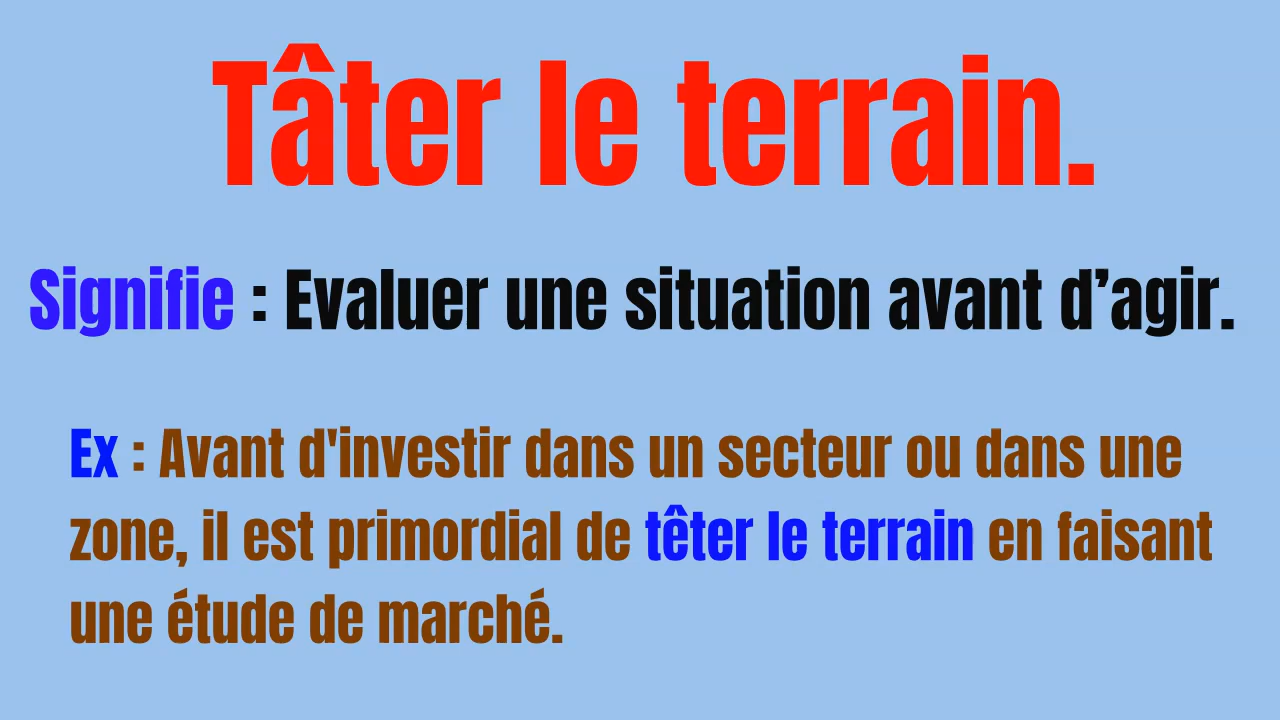 Tâter le terrain.
Signifie : Evaluer une situation avant d’agir.
Ex : Avant d'investir dans un secteur ou dans une
zone, il est primordial de têter le terrain en faisant
une étude de marché.